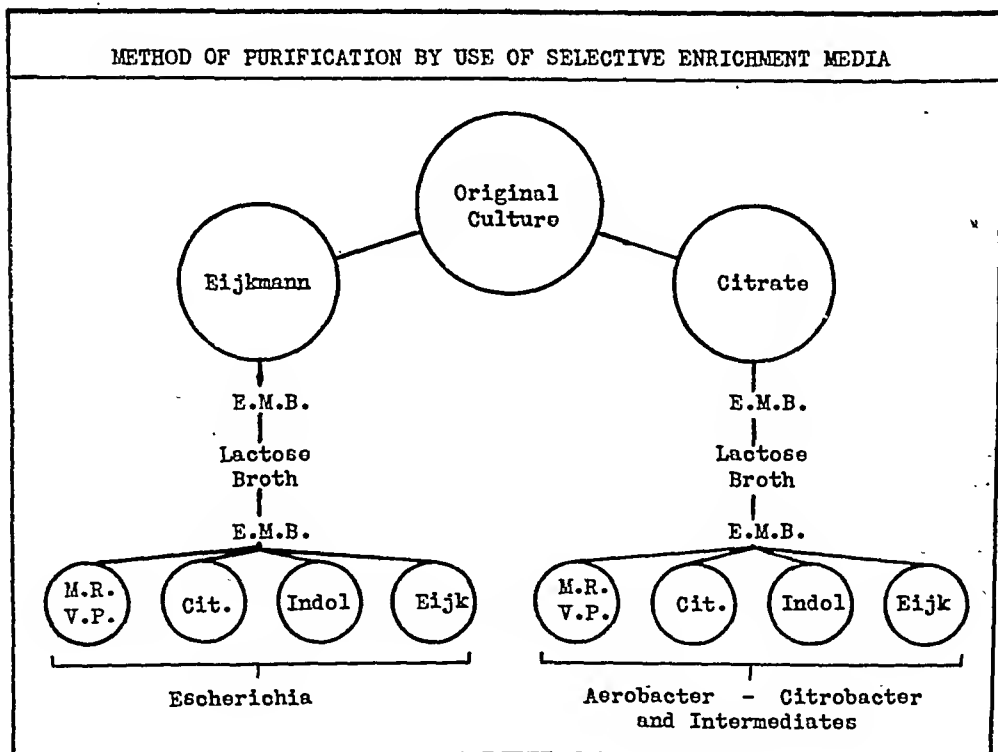 METHOD OF PURIFICATION BY USE OF SELECTIVE ENRICHMENT MEDIA
Original
Culture
Eijkmann
Citrate
E.M.B.
E.M.B.
Lactose
Broth
Lactose
Broth
E.M.B.
E.M.B.
M.R.
V.P.
Cit.
Indol
Eijk
M.R.
V.P.
Cit.
Indol
Eijk
Escherichia
Aerobacter - Citrobacter
and Intermediates